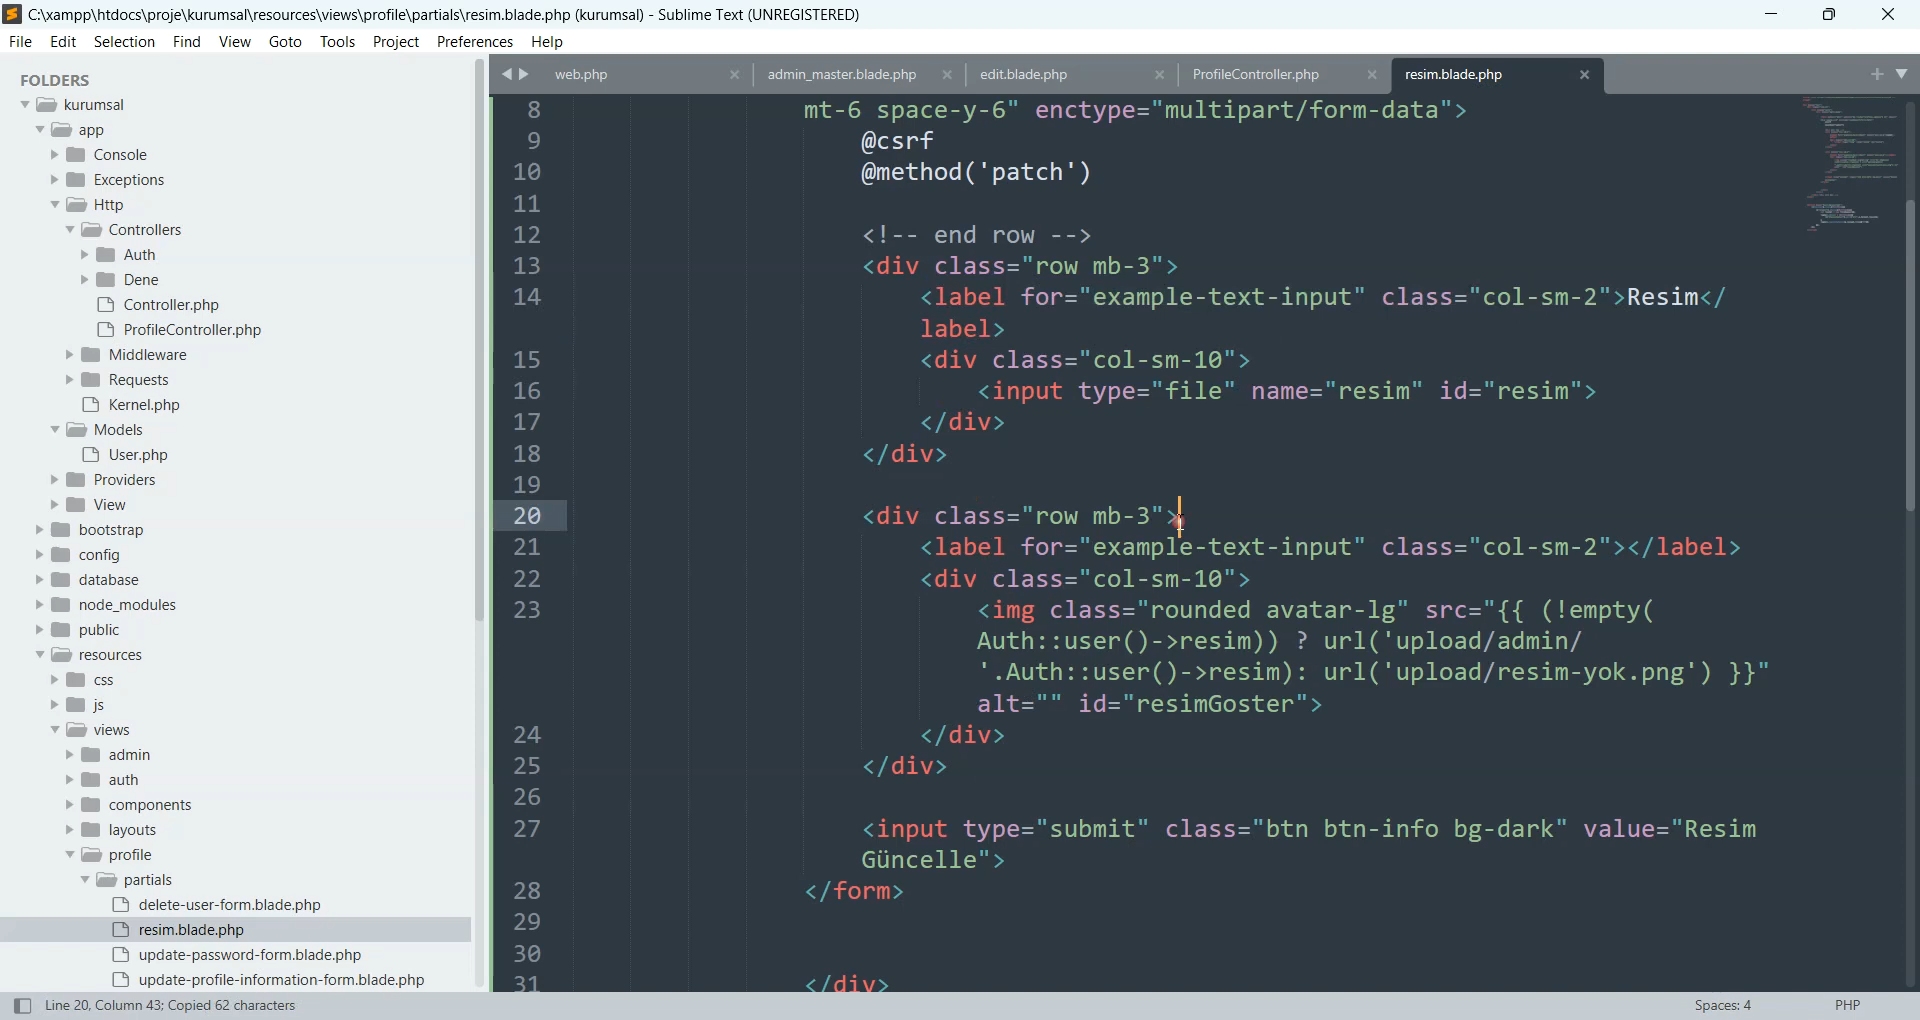 C:\xampp\htdocs\proje\kurumsal\resources\views\profile\partials\resim.blade.php (kurumsal) - Sublime Text (UNREGISTERED)
File Edit Selection Find View Goto Tools Project Preferences Help
FOLDERS
kurumsal
app
Console
Exceptions
Http
Controllers
Auth
Dene
Controller.php
ProfileController.php
Middleware
Requests
Kernel.php
Models
User.php
Providers
View
bootstrap
config
database
node_modules
public
resources
css
js
views
admin
auth
components
layouts
profile
partials
delete-user-form.blade.php
resim.blade.php
update-password-form.blade.php
update-profile-information-form.blade.php
web.php admin_master.blade.php edit.blade.php ProfileController.php resim.blade.php
8 mt-6 space-y-6" enctype="multipart/form-data">
9 @csrf
10 @method('patch')
11
12 <!-- end row -->
13 <div class="row mb-3">
14 <label for="example-text-input" class="col-sm-2">Resim</
label>
15 <div class="col-sm-10">
16 <input type="file" name="resim" id="resim">
17 </div>
18 </div>
19
20 <div class="row mb-3">
21 <label for="example-text-input" class="col-sm-2"></label>
22 <div class="col-sm-10">
23 <img class="rounded avatar-lg" src="{{ (!empty(
Auth::user()->resim)) ? url('upload/admin/
'.Auth::user()->resim): url('upload/resim-yok.png') }}"
alt="" id="resimGoster">
24 </div>
25 </div>
26
27 <input type="submit" class="btn btn-info bg-dark" value="Resim
Güncelle">
28 </form>
29
30
31 </div>
Line 20, Column 43; Copied 62 characters Spaces: 4 PHP